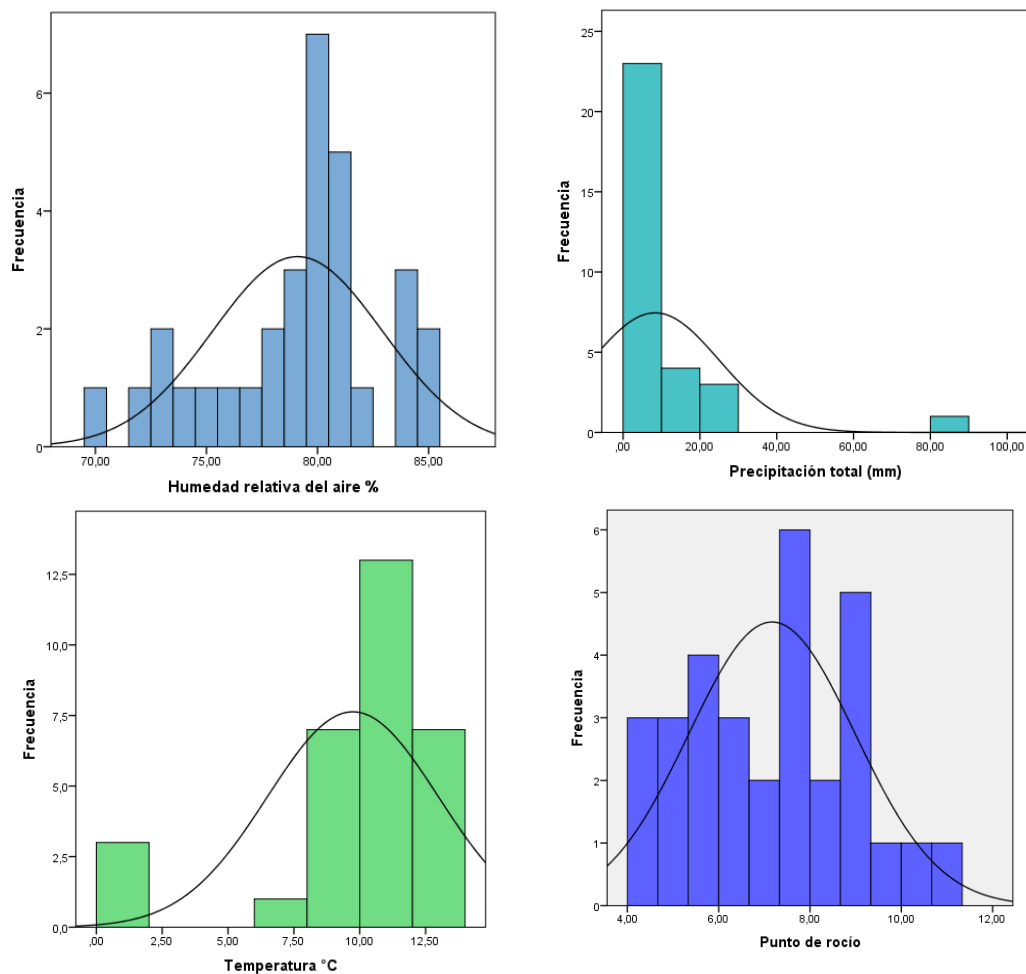 Frecuencia
6
4
2
0
70,00 75,00 80,00 85,00
Humedad relativa del aire %
Frecuencia
25
20
15
10
5
0
,00 20,00 40,00 60,00 80,00 100,00
Precipitación total (mm)
Frecuencia
12,5
10,0
7,5
5,0
2,5
0,0
,00 2,50 5,00 7,50 10,00 12,50
Temperatura °C
Frecuencia
6
5
4
3
2
1
0
4,00 6,00 8,00 10,00 12,00
Punto de rocío